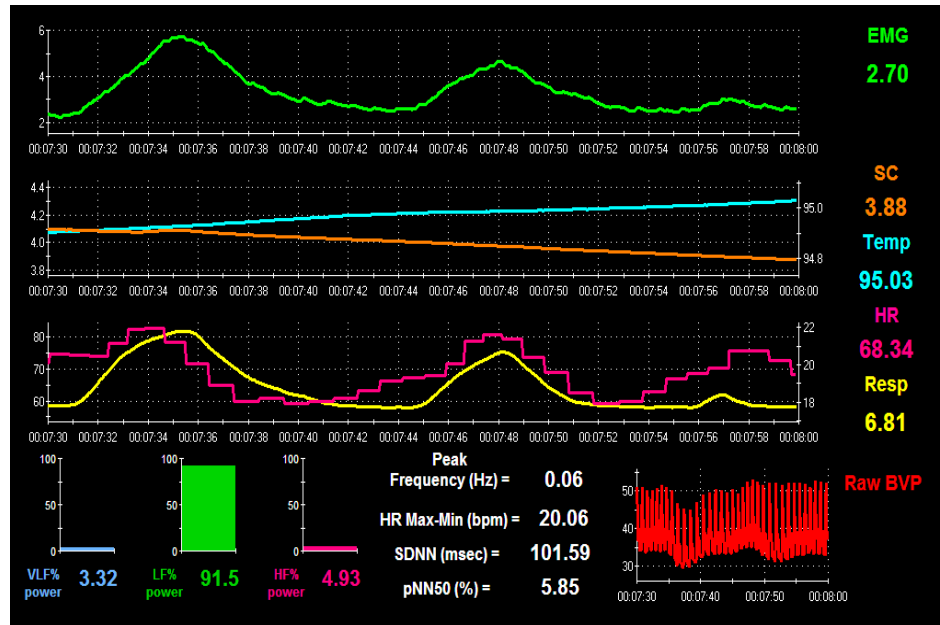 6
4
2
00:07:30 00:07:32 00:07:34 00:07:36 00:07:38 00:07:40 00:07:42 00:07:44 00:07:46 00:07:48 00:07:50 00:07:52 00:07:54 00:07:56 00:07:58 00:08:00
EMG
2.70
4.4
4.2
4.0
3.8
95.0
94.8
00:07:30 00:07:32 00:07:34 00:07:36 00:07:38 00:07:40 00:07:42 00:07:44 00:07:46 00:07:48 00:07:50 00:07:52 00:07:54 00:07:56 00:07:58 00:08:00
SC
3.88
Temp
95.03
80
70
60
22
20
18
00:07:30 00:07:32 00:07:34 00:07:36 00:07:38 00:07:40 00:07:42 00:07:44 00:07:46 00:07:48 00:07:50 00:07:52 00:07:54 00:07:56 00:07:58 00:08:00
HR
68.34
Resp
6.81
100
50
0
VLF% power 3.32
100
50
0
LF% power 91.5
100
50
0
HF% power 4.93
Peak
Frequency (Hz) = 0.06
HR Max-Min (bpm) = 20.06
SDNN (msec) = 101.59
pNN50 (%) = 5.85
50
40
30
00:07:30 00:07:40 00:07:50 00:08:00
Raw BVP